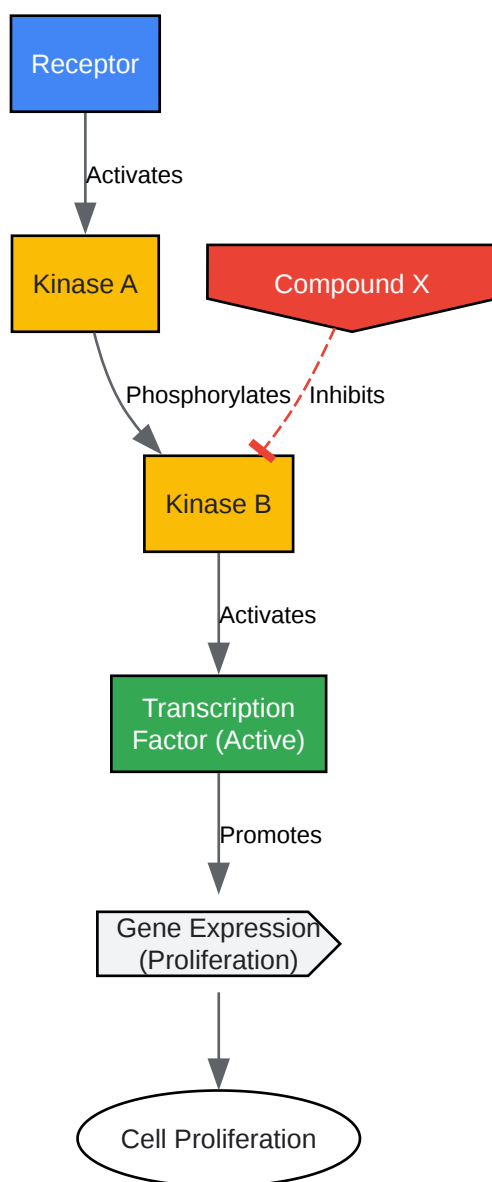 Receptor
Activates
Kinase A
Compound X
Phosphorylates
Inhibits
Kinase B
Activates
Transcription
Factor (Active)
Promotes
Gene Expression
(Proliferation)
Cell Proliferation